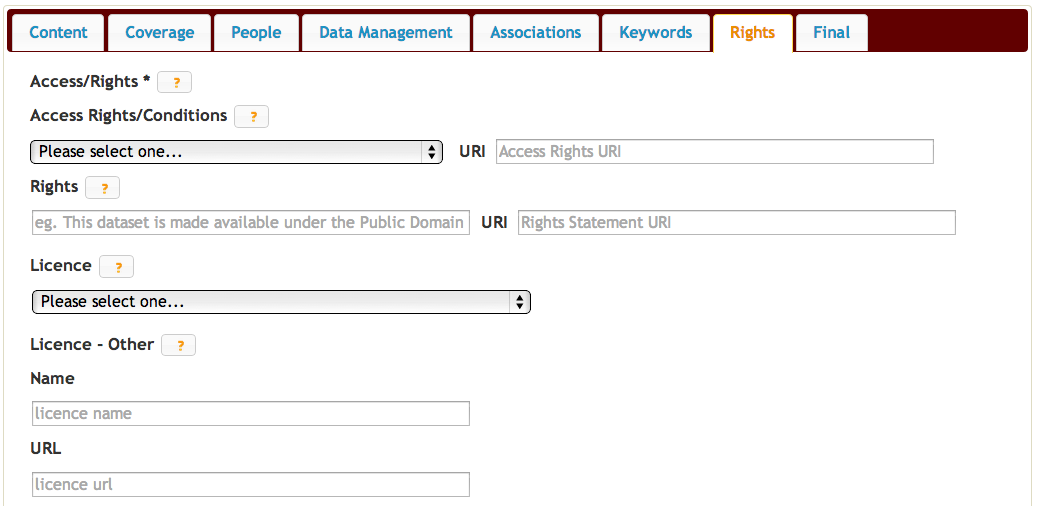 Content Coverage People Data Management Associations Keywords Rights Final
Access/Rights * ?
Access Rights/Conditions ?
Please select one... URI Access Rights URI
Rights ?
eg. This dataset is made available under the Public Domain URI Rights Statement URI
Licence ?
Please select one...
Licence - Other ?
Name
licence name
URL
licence url